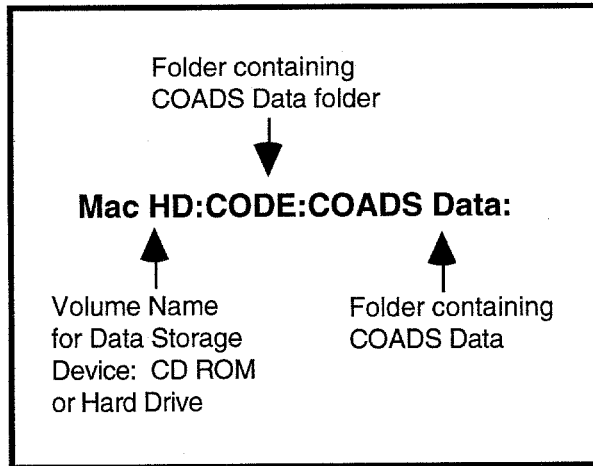 Folder containing
COADS Data folder
Mac HD:CODE:COADS Data:
Volume Name
for Data Storage
Device: CD ROM
or Hard Drive
Folder containing
COADS Data